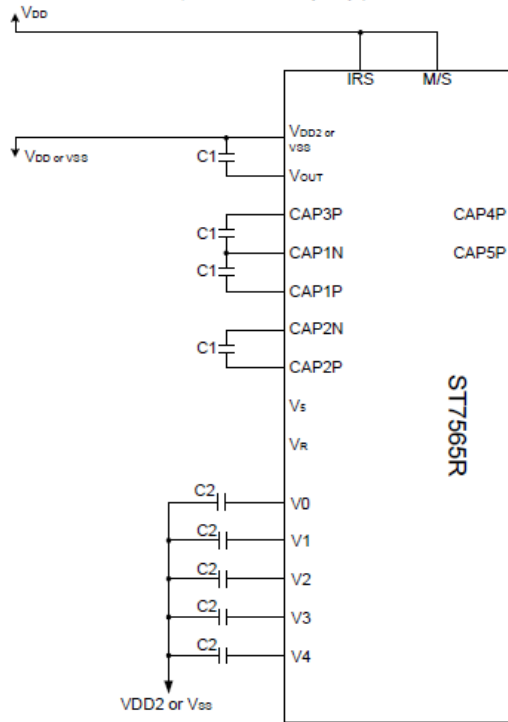 VDD
IRS M/S
VDD or VSS
VDD2 or
VSS
C1
VOUT
CAP3P CAP4P
C1
CAP1N CAP5P
C1
CAP1P
CAP2N
C1
CAP2P
V5
VR
ST7565R
C2 V0
C2 V1
C2 V2
C2 V3
C2 V4
VDD2 or VSS